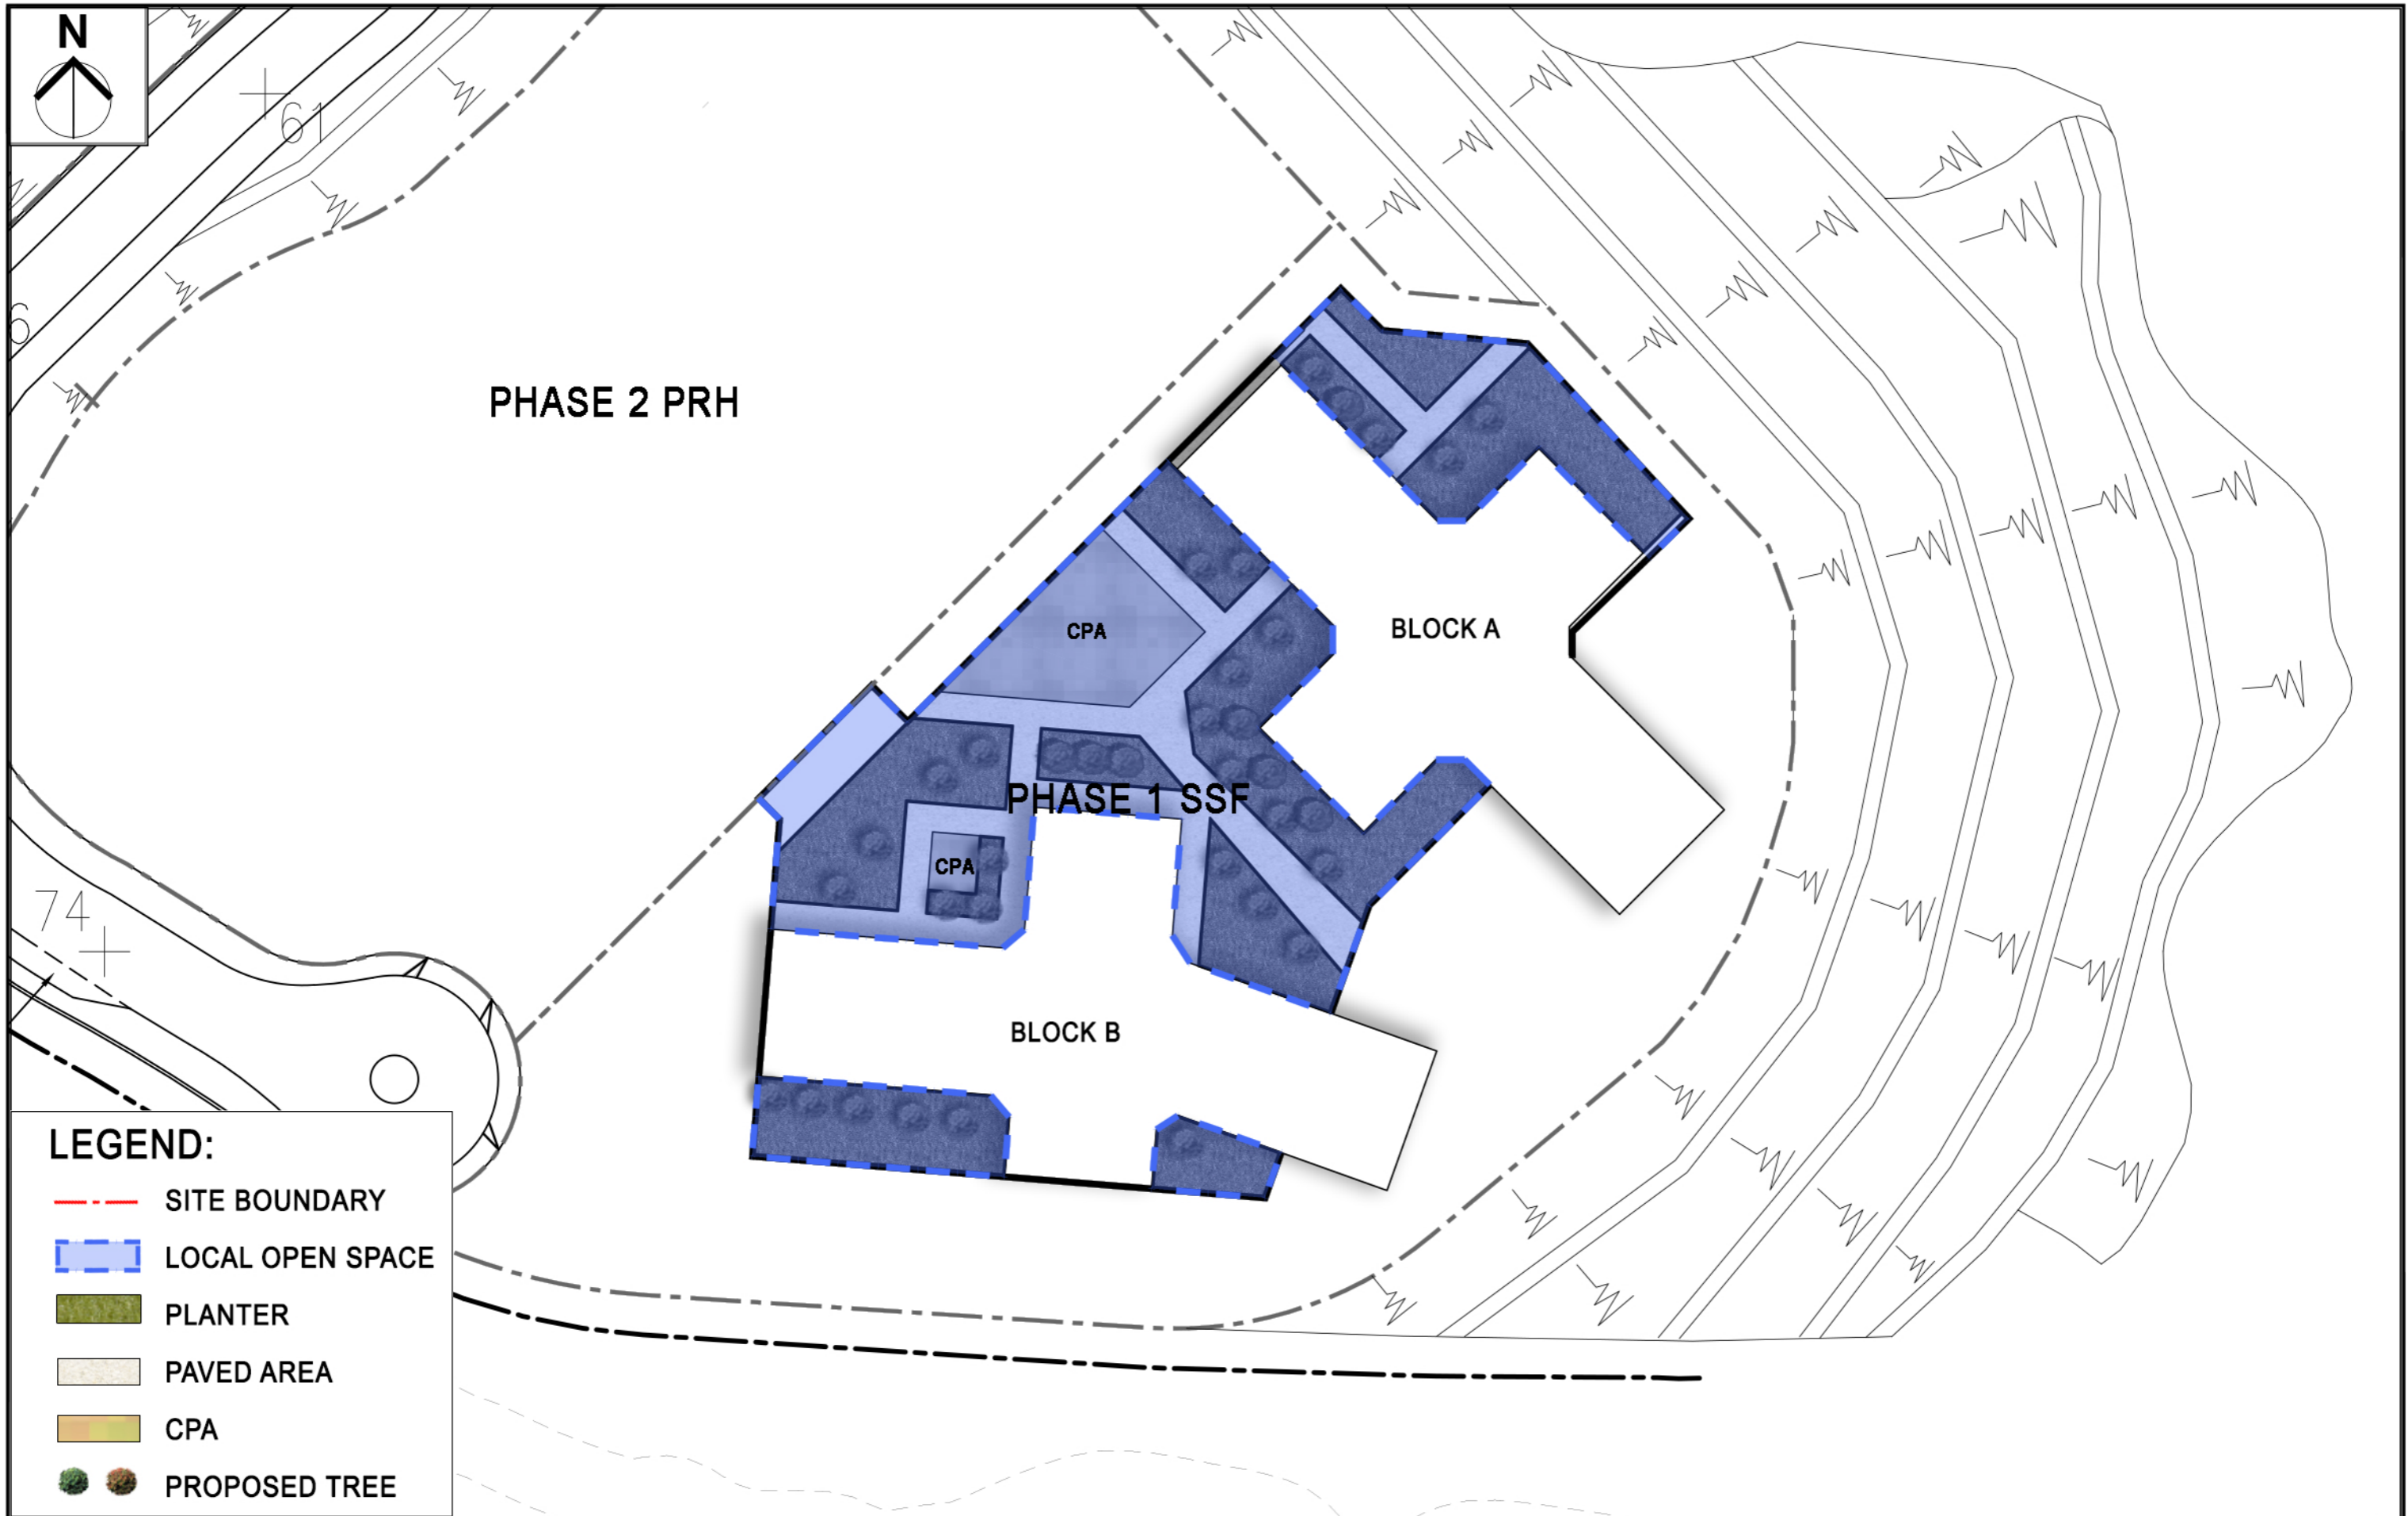 N
61
6
PHASE 2 PRH
CPA
BLOCK A
PHASE 1 SSF
CPA
74
BLOCK B
LEGEND:
SITE BOUNDARY
LOCAL OPEN SPACE
PLANTER
PAVED AREA
CPA
PROPOSED TREE